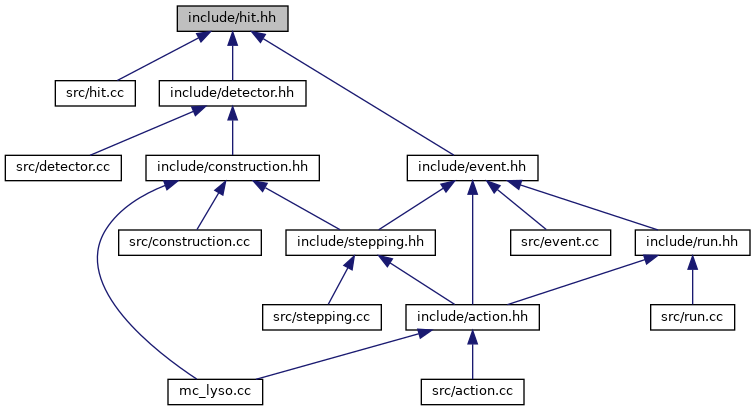 include/hit.hh
src/hit.cc
include/detector.hh
src/detector.cc
include/construction.hh
include/event.hh
src/construction.cc
include/stepping.hh
src/event.cc
include/run.hh
src/stepping.cc
include/action.hh
src/run.cc
mc_lyso.cc
src/action.cc